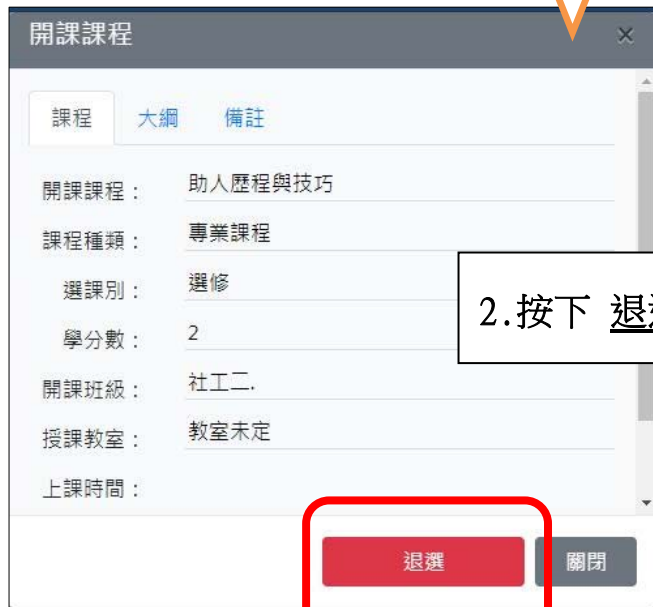 開課課程 ×
課程 大綱 備註
開課課程： 助人歷程與技巧
課程種類： 專業課程
選課別： 選修
學分數： 2
開課班級： 社工二.
授課教室： 教室未定
上課時間：
2.按下 退
退選 關閉